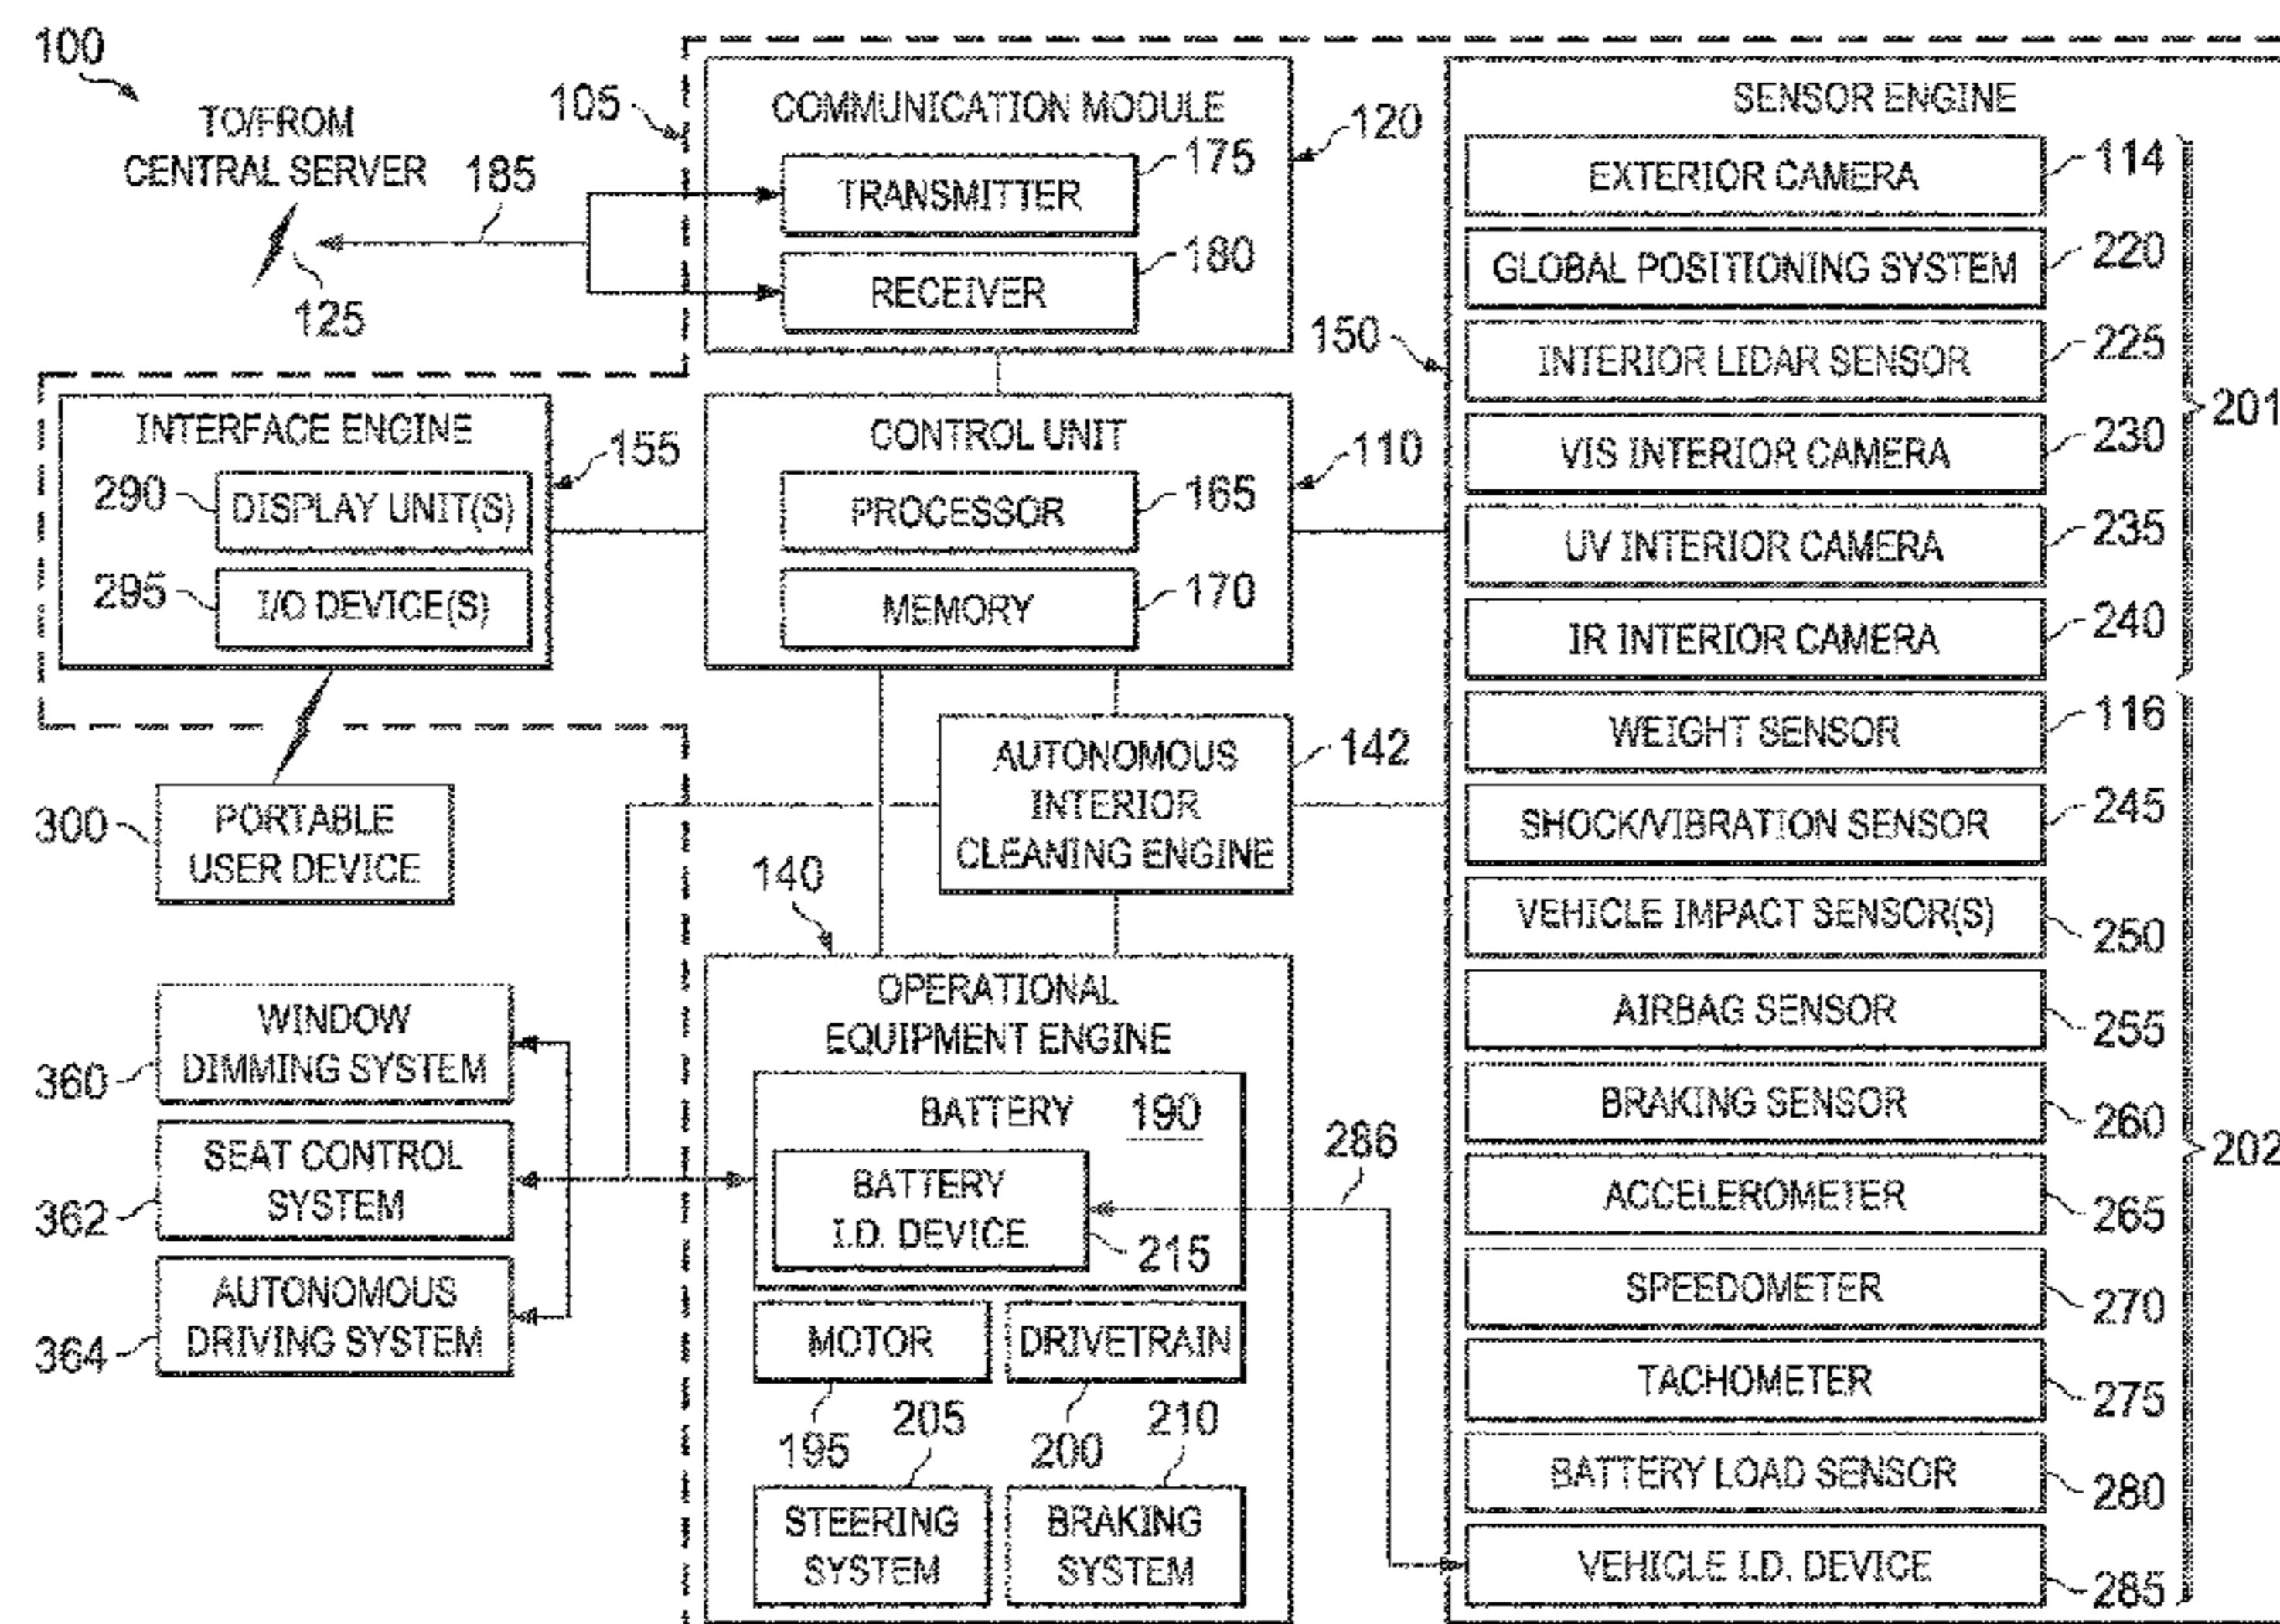 100
TO/FROM
CENTRAL SERVER
185
125
105
COMMUNICATION MODULE
120
TRANSMITTER
175
RECEIVER
180
INTERFACE ENGINE
155
290
DISPLAY UNIT(S)
295
I/O DEVICE(S)
CONTROL UNIT
110
PROCESSOR
165
MEMORY
170
300
PORTABLE
USER DEVICE
AUTONOMOUS
INTERIOR
CLEANING ENGINE
142
140
OPERATIONAL
EQUIPMENT ENGINE
BATTERY 190
BATTERY
I.D. DEVICE
215
286
MOTOR
195
DRIVETRAIN
200
205
STEERING
SYSTEM
210
BRAKING
SYSTEM
360
WINDOW
DIMMING SYSTEM
362
SEAT CONTROL
SYSTEM
364
AUTONOMOUS
DRIVING SYSTEM
150
SENSOR ENGINE
EXTERIOR CAMERA 114
GLOBAL POSITIONING SYSTEM 220
INTERIOR LIDAR SENSOR 225
VIS INTERIOR CAMERA 230
UV INTERIOR CAMERA 235
IR INTERIOR CAMERA 240
201
WEIGHT SENSOR 116
SHOCK/VIBRATION SENSOR 245
VEHICLE IMPACT SENSOR(S) 250
AIRBAG SENSOR 255
BRAKING SENSOR 260
ACCELEROMETER 265
SPEEDOMETER 270
TACHOMETER 275
BATTERY LOAD SENSOR 280
VEHICLE I.D. DEVICE 285
202